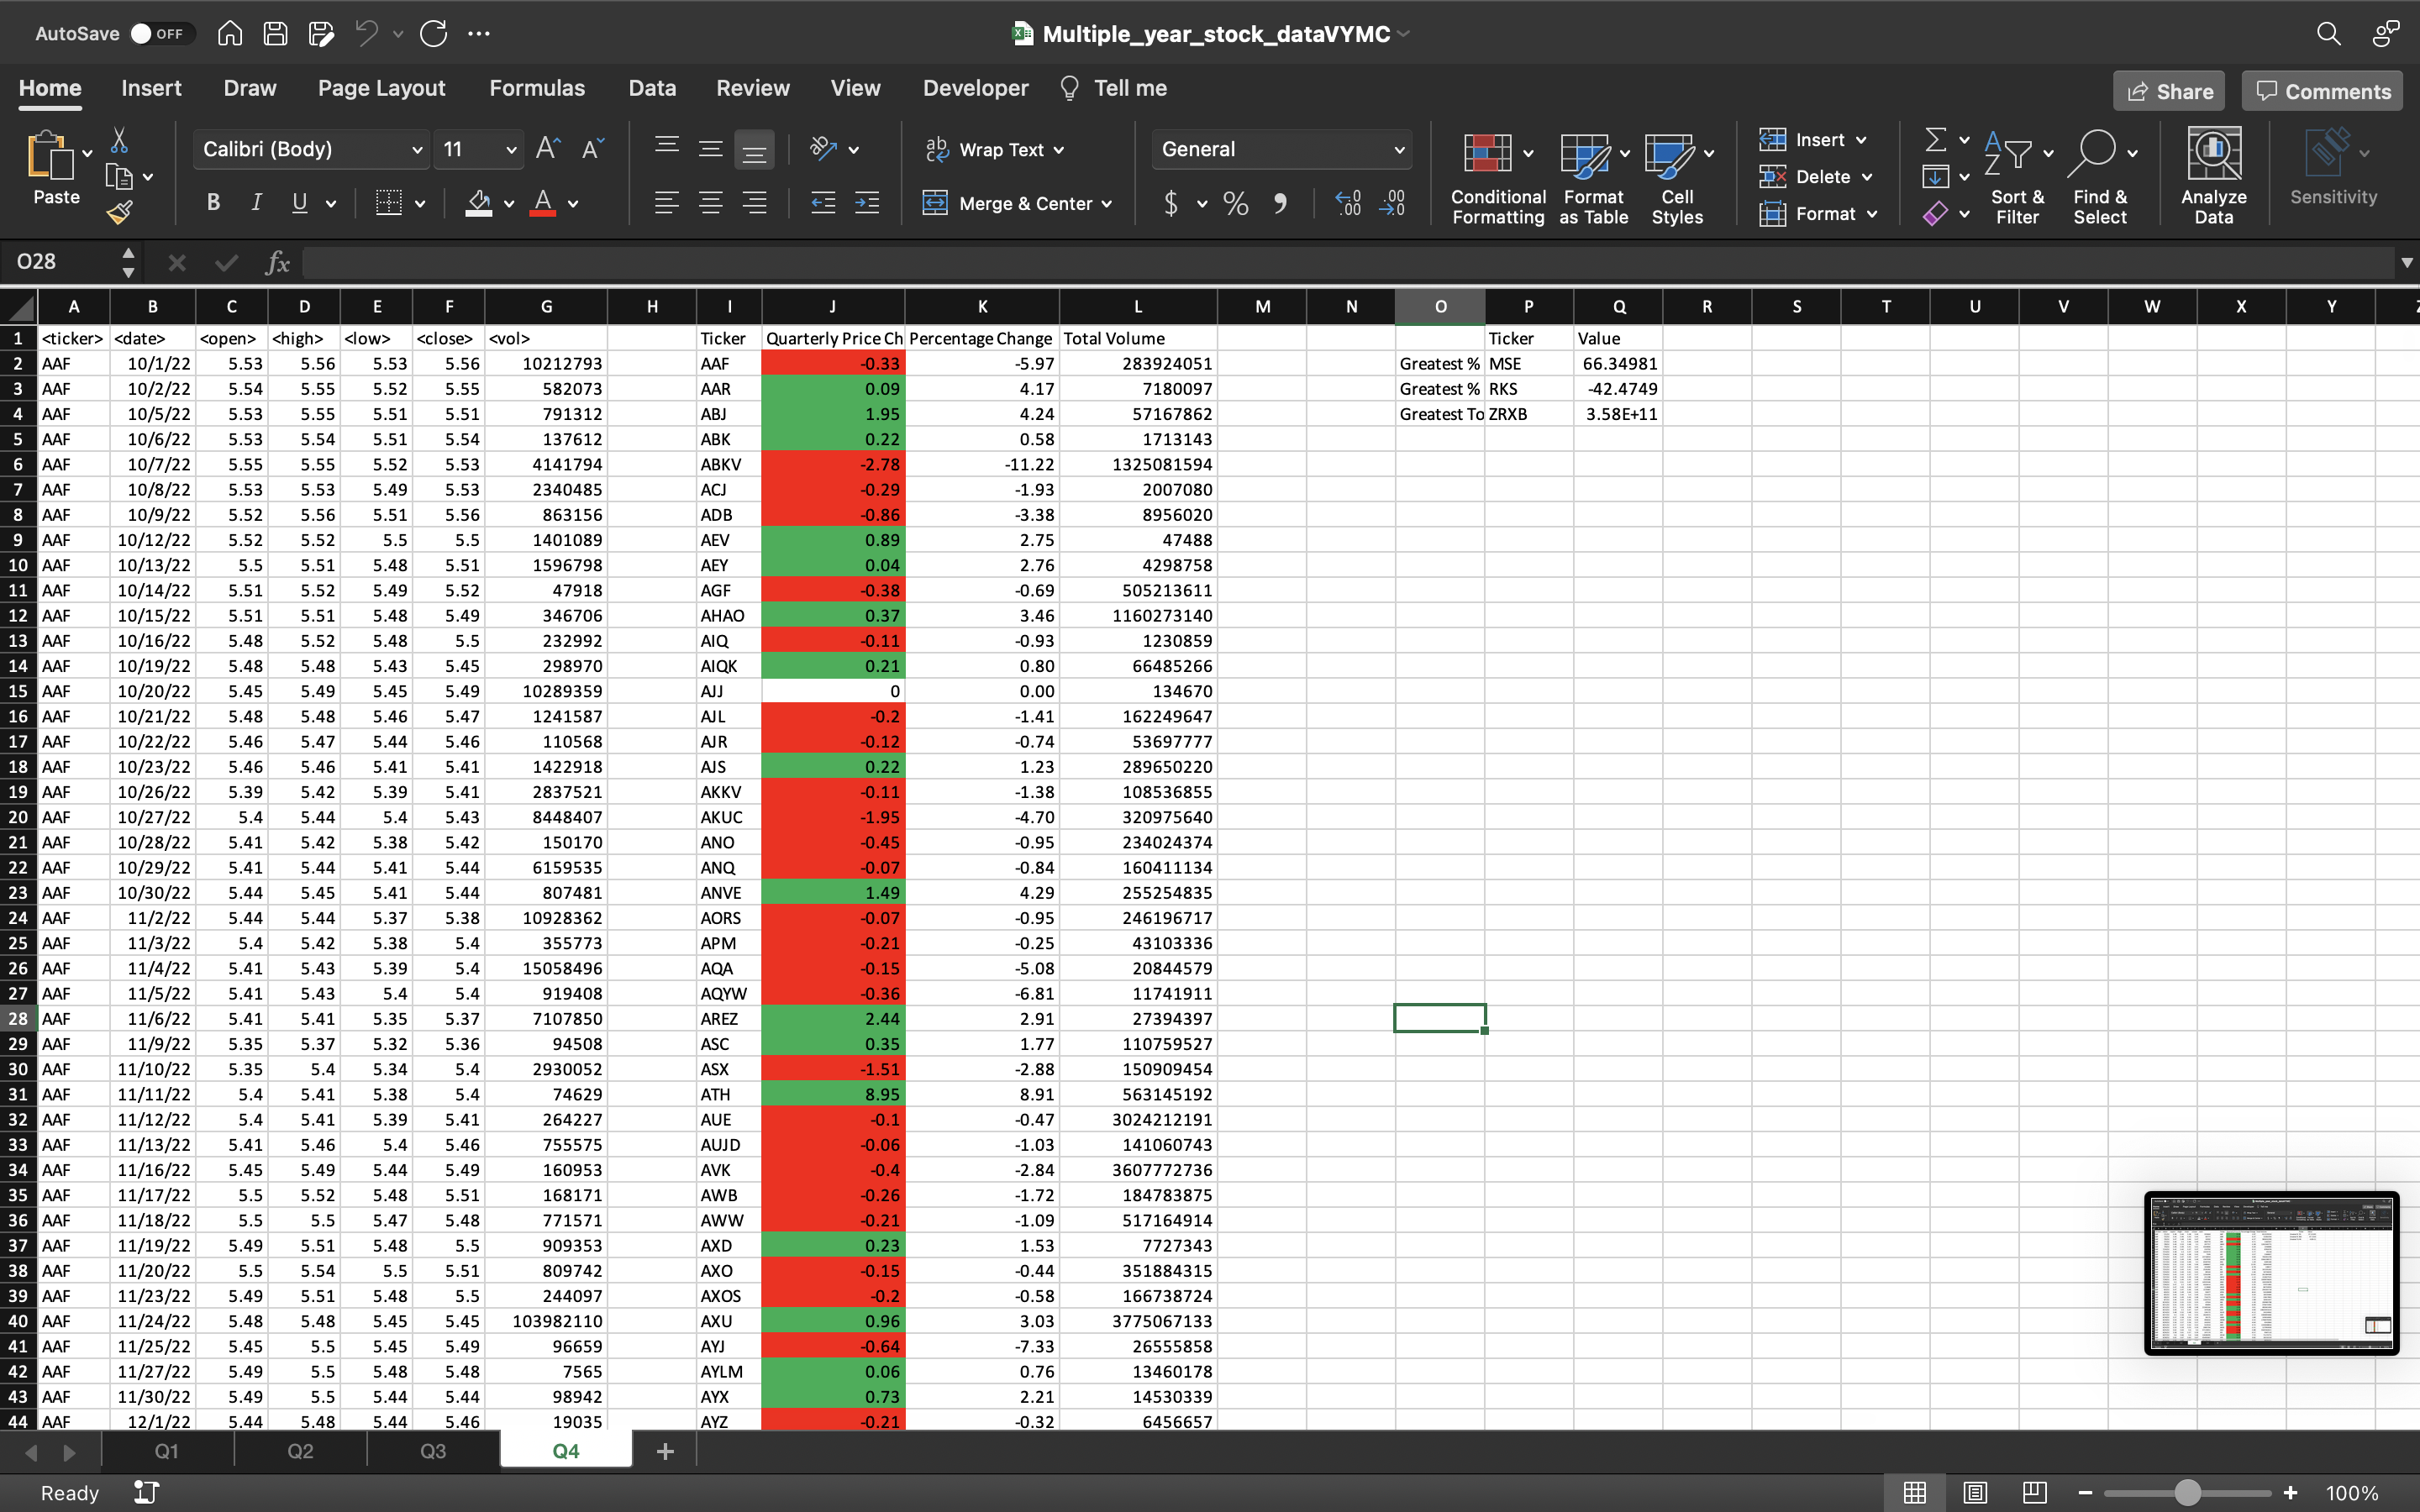 AutoSave OFF Multiple_year_stock_dataVYMC
Home Insert Draw Page Layout Formulas Data Review View Developer Tell me Share Comments
Paste Calibri (Body) 11 Wrap Text General Insert
B I U Merge & Center $ % Conditional Formatting Format as Table Cell Styles Delete Format Sort & Filter Find & Select Analyze Data Sensitivity
O28 fx
A B C D E F G H I J K L M N O P Q R S T U V W X Y Z
1 <ticker> <date> <open> <high> <low> <close> <vol> Ticker Quarterly Price Ch Percentage Change Total Volume Ticker Value
2 AAF 10/1/22 5.53 5.56 5.53 5.56 10212793 AAF -0.33 -5.97 283924051 Greatest % MSE 66.34981
3 AAF 10/2/22 5.54 5.55 5.52 5.55 582073 AAR 0.09 4.17 7180097 Greatest % RKS -42.4749
4 AAF 10/5/22 5.53 5.55 5.51 5.51 791312 ABJ 1.95 4.24 57167862 Greatest To ZRXB 3.58E+11
5 AAF 10/6/22 5.53 5.54 5.51 5.54 137612 ABK 0.22 0.58 1713143
6 AAF 10/7/22 5.55 5.55 5.52 5.53 4141794 ABKV -2.78 -11.22 1325081594
7 AAF 10/8/22 5.53 5.53 5.49 5.53 2340485 ACJ -0.29 -1.93 2007080
8 AAF 10/9/22 5.52 5.56 5.51 5.56 863156 ADB -0.86 -3.38 8956020
9 AAF 10/12/22 5.52 5.52 5.5 5.5 1401089 AEV 0.89 2.75 47488
10 AAF 10/13/22 5.5 5.51 5.48 5.51 1596798 AEY 0.04 2.76 4298758
11 AAF 10/14/22 5.51 5.52 5.49 5.52 47918 AGF -0.38 -0.69 505213611
12 AAF 10/15/22 5.51 5.51 5.48 5.49 346706 AHAO 0.37 3.46 1160273140
13 AAF 10/16/22 5.48 5.52 5.48 5.5 232992 AIQ -0.11 -0.93 1230859
14 AAF 10/19/22 5.48 5.48 5.43 5.45 298970 AIQK 0.21 0.80 66485266
15 AAF 10/20/22 5.45 5.49 5.45 5.49 10289359 AJJ 0 0.00 134670
16 AAF 10/21/22 5.48 5.48 5.46 5.47 1241587 AJL -0.2 -1.41 162249647
17 AAF 10/22/22 5.46 5.47 5.44 5.46 110568 AJR -0.12 -0.74 53697777
18 AAF 10/23/22 5.46 5.46 5.41 5.41 1422918 AJS 0.22 1.23 289650220
19 AAF 10/26/22 5.39 5.42 5.39 5.41 2837521 AKKV -0.11 -1.38 108536855
20 AAF 10/27/22 5.4 5.44 5.4 5.43 8448407 AKUC -1.95 -4.70 320975640
21 AAF 10/28/22 5.41 5.42 5.38 5.42 150170 ANO -0.45 -0.95 234024374
22 AAF 10/29/22 5.41 5.44 5.41 5.44 6159535 ANQ -0.07 -0.84 160411134
23 AAF 10/30/22 5.44 5.45 5.41 5.44 807481 ANVE 1.49 4.29 255254835
24 AAF 11/2/22 5.44 5.44 5.37 5.38 10928362 AORS -0.07 -0.95 246196717
25 AAF 11/3/22 5.4 5.42 5.38 5.4 355773 APM -0.21 -0.25 43103336
26 AAF 11/4/22 5.41 5.43 5.39 5.4 15058496 AQA -0.15 -5.08 20844579
27 AAF 11/5/22 5.41 5.43 5.4 5.4 919408 AQYW -0.36 -6.81 11741911
28 AAF 11/6/22 5.41 5.41 5.35 5.37 7107850 AREZ 2.44 2.91 27394397
29 AAF 11/9/22 5.35 5.37 5.32 5.36 94508 ASC 0.35 1.77 110759527
30 AAF 11/10/22 5.35 5.4 5.34 5.4 2930052 ASX -1.51 -2.88 150909454
31 AAF 11/11/22 5.4 5.41 5.38 5.4 74629 ATH 8.95 8.91 563145192
32 AAF 11/12/22 5.4 5.41 5.39 5.41 264227 AUE -0.1 -0.47 3024212191
33 AAF 11/13/22 5.41 5.46 5.4 5.46 755575 AUJD -0.06 -1.03 141060743
34 AAF 11/16/22 5.45 5.49 5.44 5.49 160953 AVK -0.4 -2.84 3607772736
35 AAF 11/17/22 5.5 5.52 5.48 5.51 168171 AWB -0.26 -1.72 184783875
36 AAF 11/18/22 5.5 5.5 5.47 5.48 771571 AWW -0.21 -1.09 517164914
37 AAF 11/19/22 5.49 5.51 5.48 5.5 909353 AXD 0.23 1.53 7727343
38 AAF 11/20/22 5.5 5.54 5.5 5.51 809742 AXO -0.15 -0.44 351884315
39 AAF 11/23/22 5.49 5.51 5.48 5.5 244097 AXOS -0.2 -0.58 166738724
40 AAF 11/24/22 5.48 5.48 5.45 5.45 103982110 AXU 0.96 3.03 3775067133
41 AAF 11/25/22 5.45 5.5 5.45 5.49 96659 AYJ -0.64 -7.33 26555858
42 AAF 11/27/22 5.49 5.5 5.48 5.48 7565 AYLM 0.06 0.76 13460178
43 AAF 11/30/22 5.49 5.5 5.44 5.44 98942 AYX 0.73 2.21 14530339
44 AAF 12/1/22 5.44 5.48 5.44 5.46 19035 AYZ -0.21 -0.32 6456657
Q1 Q2 Q3 Q4 +
Ready 100%